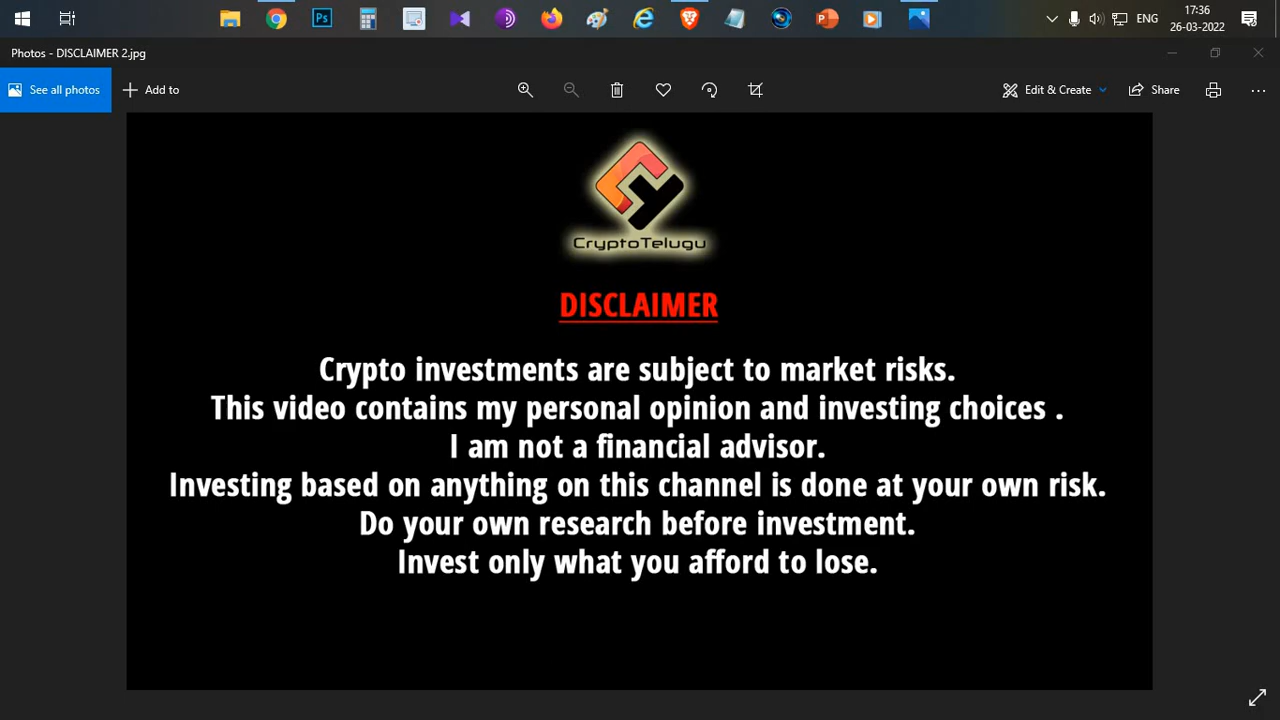 Ps
ENG
17:36
26-03-2022
Photos - DISCLAIMER 2.jpg
See all photos
Add to
Edit & Create
Share
CryptoTelugu
DISCLAIMER
Crypto investments are subject to market risks.
This video contains my personal opinion and investing choices .
I am not a financial advisor.
Investing based on anything on this channel is done at your own risk.
Do your own research before investment.
Invest only what you afford to lose.